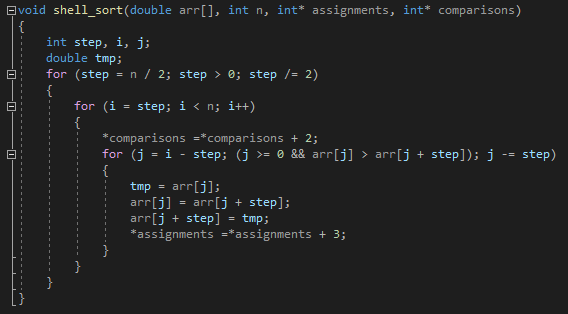 void shell_sort(double arr[], int n, int* assignments, int* comparisons)
{
    int step, i, j;
    double tmp;
    for (step = n / 2; step > 0; step /= 2)
    {
        for (i = step; i < n; i++)
        {
            *comparisons =*comparisons + 2;
            for (j = i - step; (j >= 0 && arr[j] > arr[j + step]); j -= step)
            {
                tmp = arr[j];
                arr[j] = arr[j + step];
                arr[j + step] = tmp;
                *assignments =*assignments + 3;
            }
        }
    }
}